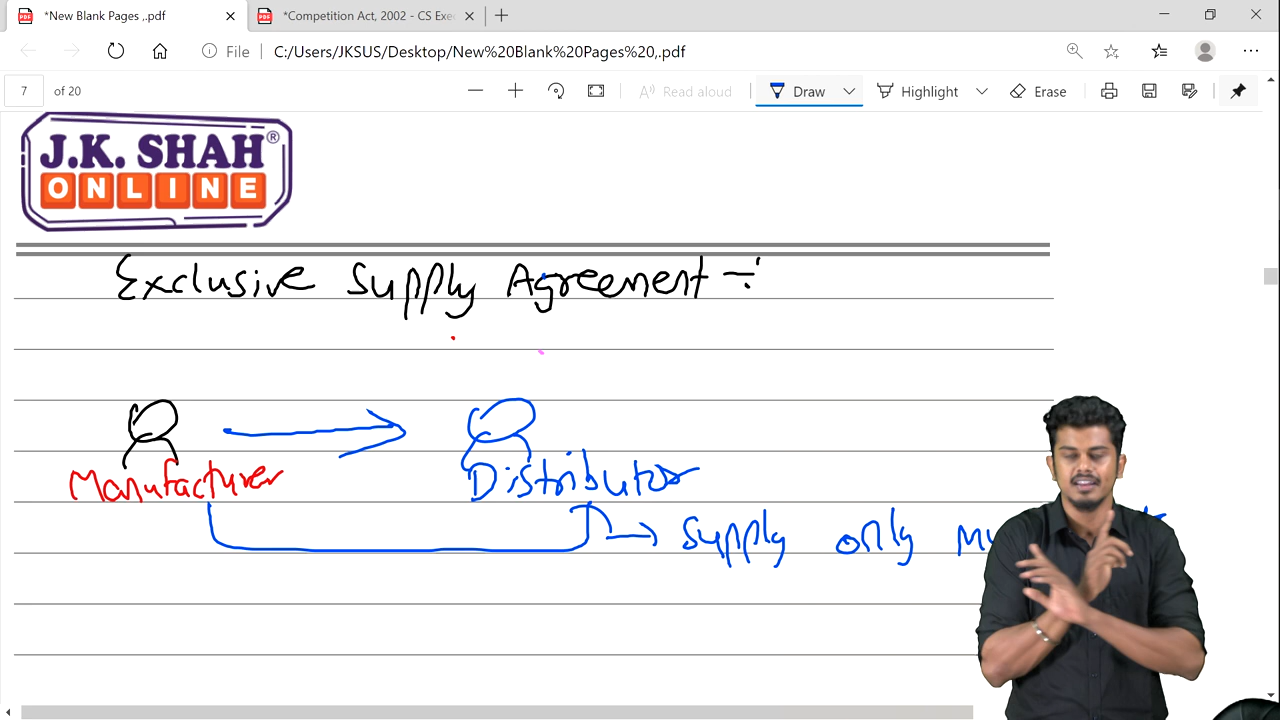 *New Blank Pages ,.pdf
*Competition Act, 2002 - CS Exec
File
C:/Users/JKSUS/Desktop/New%20Blank%20Pages%20,.pdf
7 of 20
Read aloud
Draw
Highlight
Erase
J.K. SHAH®
ONLINE
Exclusive Supply Agreement :-
Manufacturer
Distributor
→ Supply only